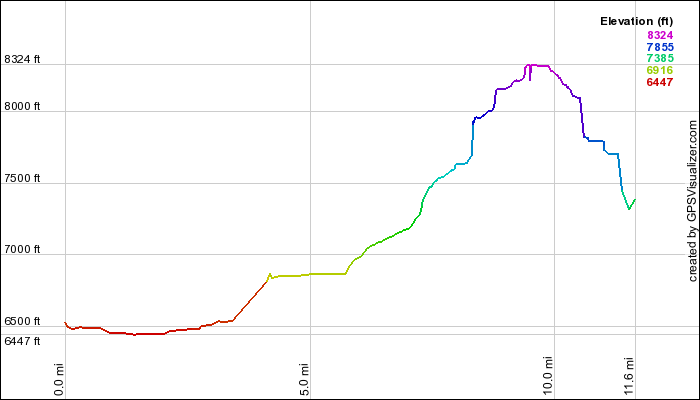 Elevation (ft)
8324
7855
7385
6916
6447
8324 ft
8000 ft
7500 ft
7000 ft
6500 ft
6447 ft
0.0 mi
5.0 mi
10.0 mi
11.6 mi
created by GPSVisualizer.com